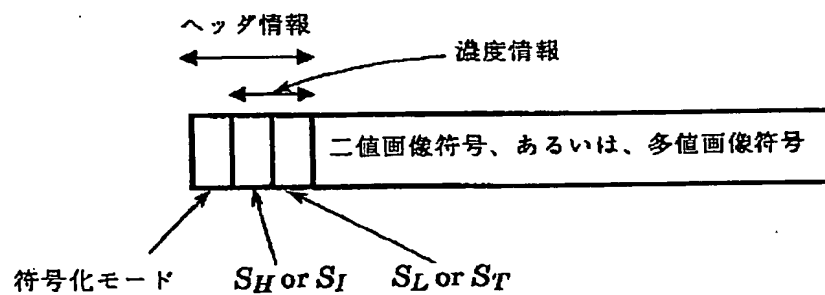 ヘッダ情報
濃度情報
二値画像符号、あるいは、多値画像符号
符号化モード S_H or S_I S_L or S_T